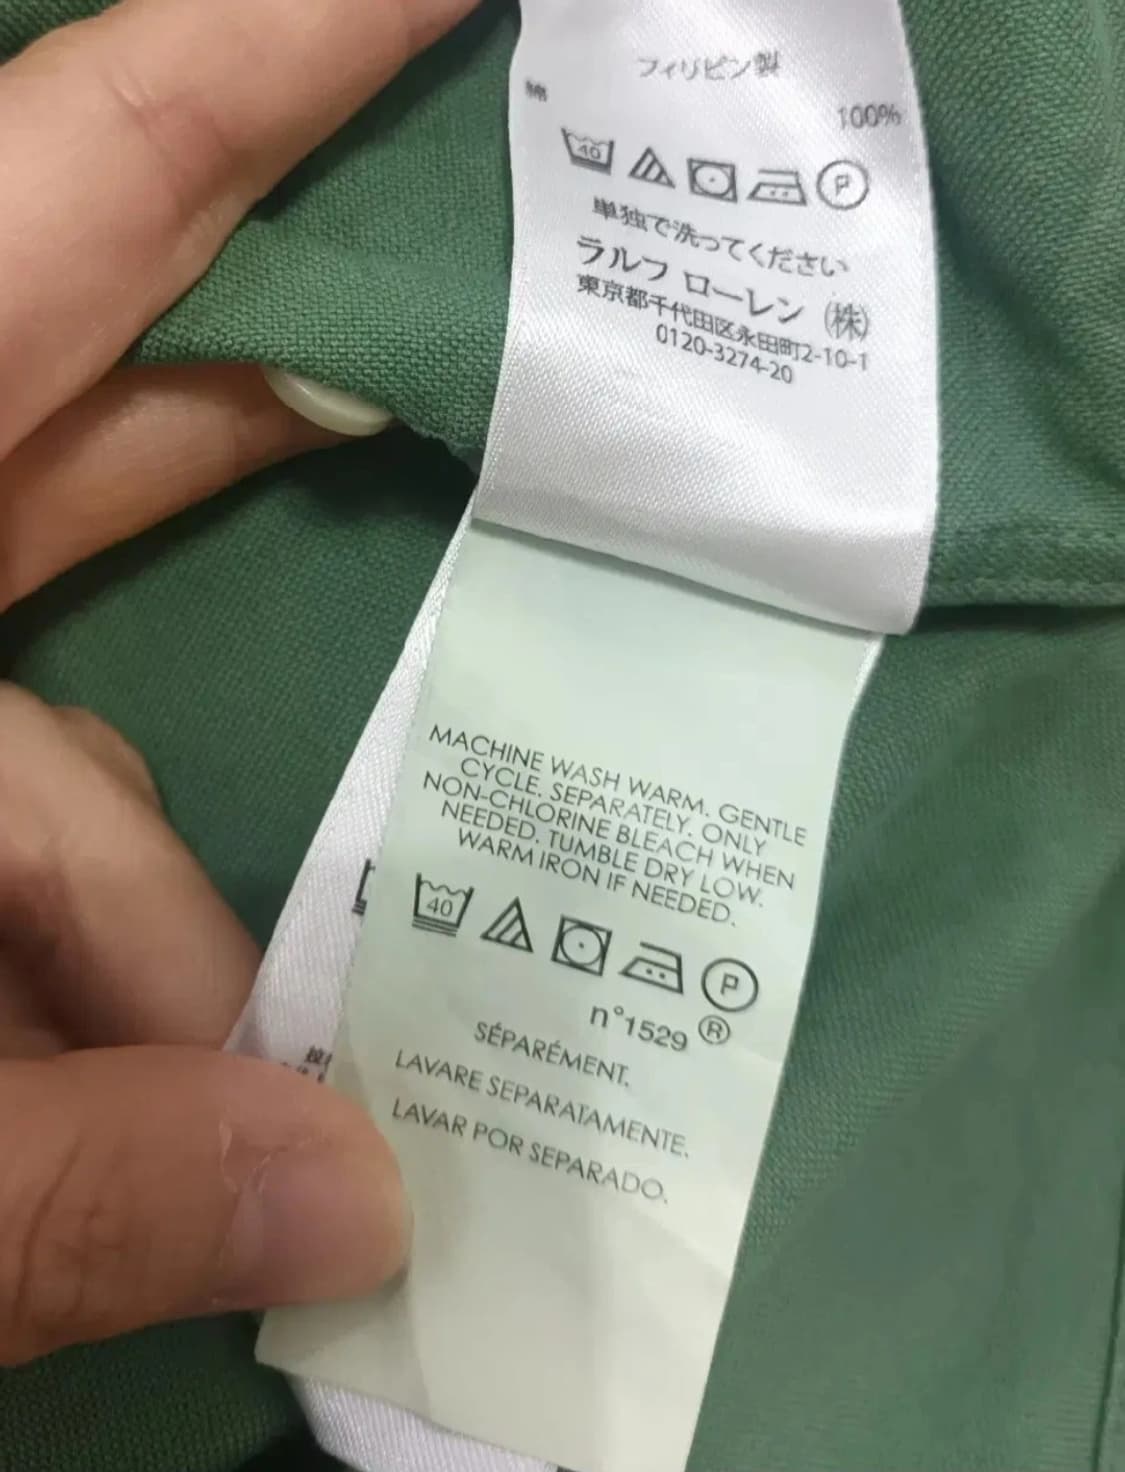 フィリピン製
綿 100%
40 P
単独で洗ってください
ラルフ ローレン (株)
東京都千代田区永田町2-10-1
0120-3274-20
MACHINE WASH WARM. GENTLE
CYCLE. SEPARATELY. ONLY
NON-CHLORINE BLEACH WHEN
NEEDED. TUMBLE DRY LOW.
WARM IRON IF NEEDED.
40 P
n°1529 ®
SÉPARÉMENT.
LAVARE SEPARATAMENTE.
LAVAR POR SEPARADO.